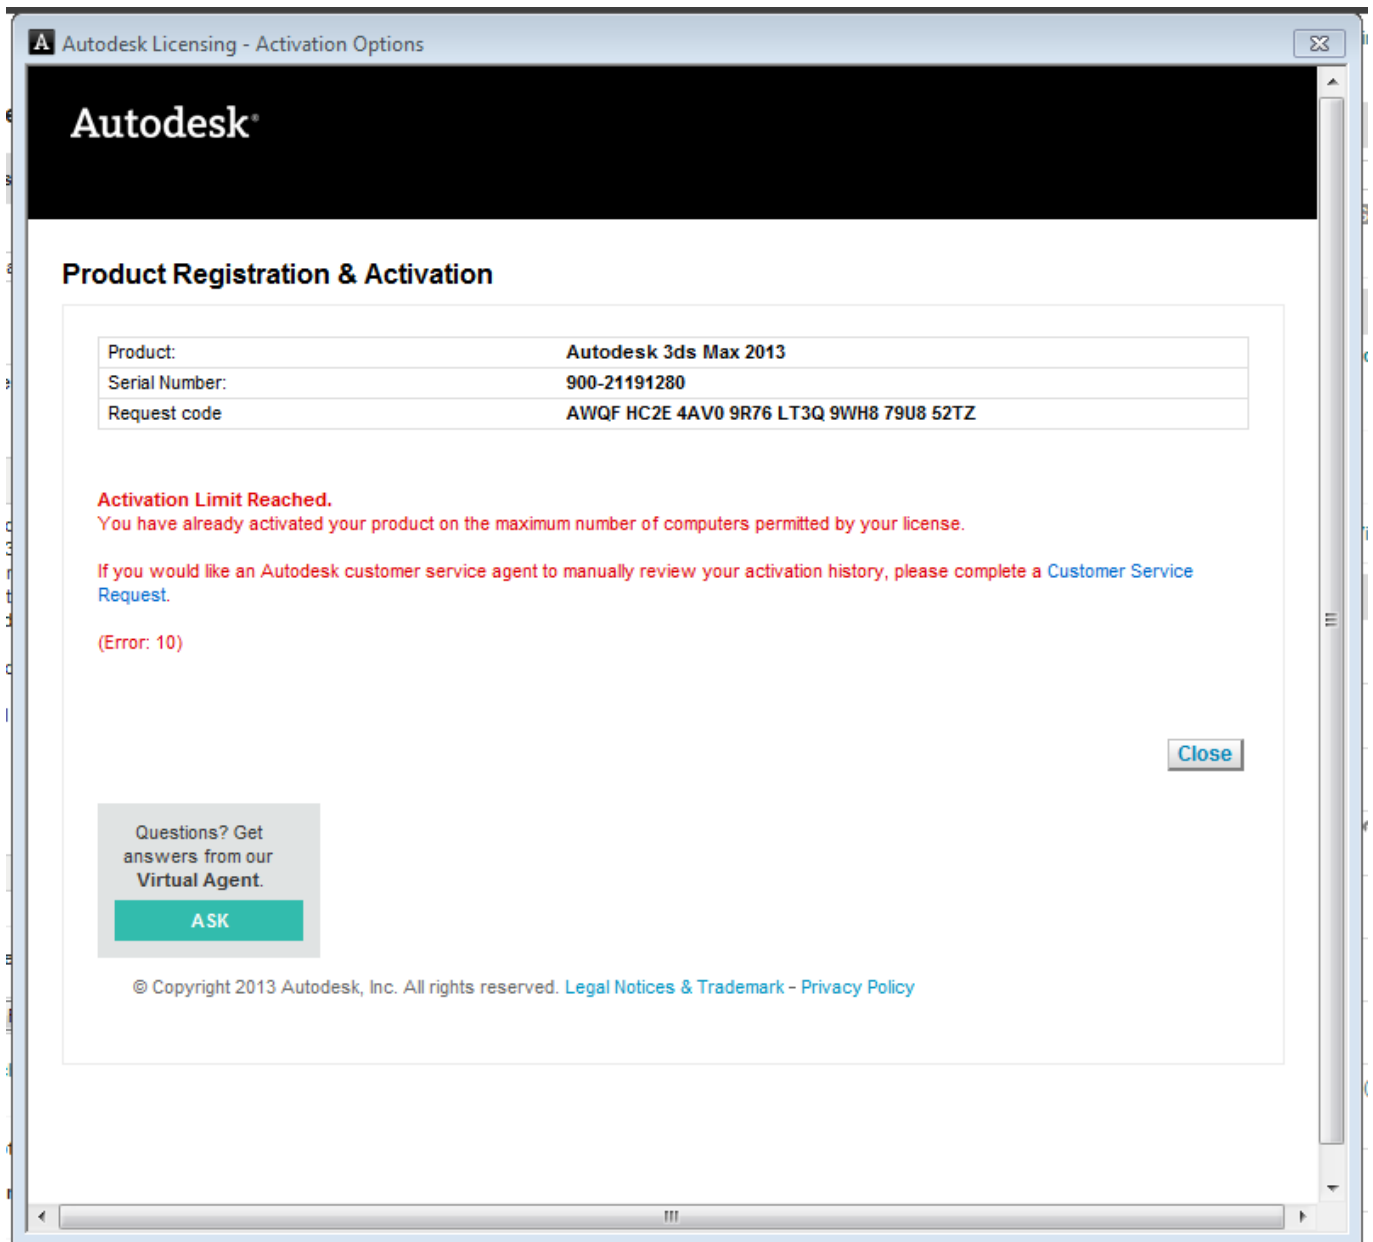 Autodesk Licensing - Activation Options
Autodesk®
Product Registration & Activation
Product: Autodesk 3ds Max 2013
Serial Number: 900-21191280
Request code AWQF HC2E 4AV0 9R76 LT3Q 9WH8 79U8 52TZ
Activation Limit Reached.
You have already activated your product on the maximum number of computers permitted by your license.
If you would like an Autodesk customer service agent to manually review your activation history, please complete a Customer Service
Request.
(Error: 10)
Close
Questions? Get
answers from our
Virtual Agent.
ASK
© Copyright 2013 Autodesk, Inc. All rights reserved. Legal Notices & Trademark - Privacy Policy